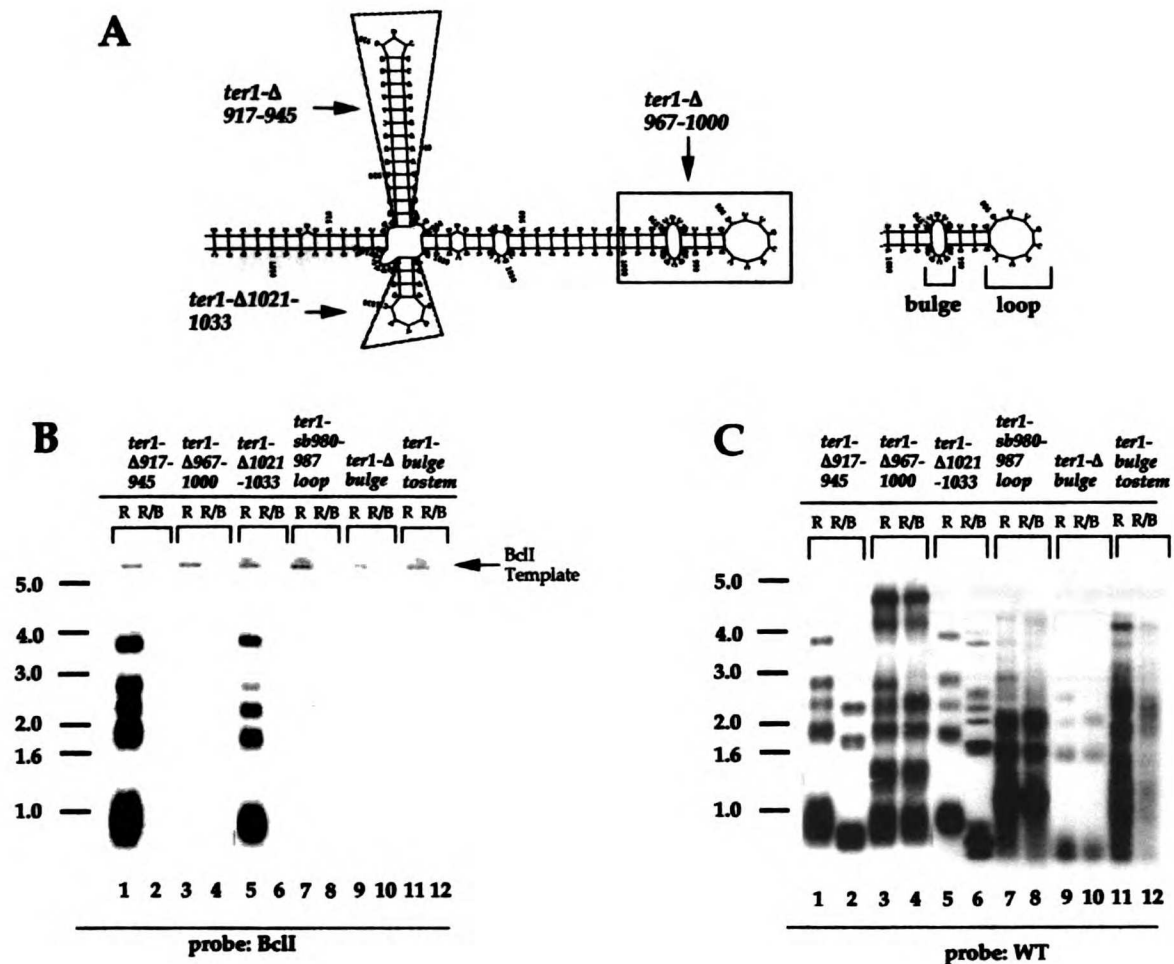 A
ter1-Δ
917-945
ter1-Δ
967-1000
ter1-Δ1021-
1033
bulge
loop
B
ter1-
Δ917-
945
ter1-
Δ967-
1000
ter1-
Δ1021
-1033
ter1-
sb980-
987
loop
ter1-Δ
bulge
ter1-
bulge
tostem
R R/B R R/B R R/B R R/B R R/B R R/B
BclI
Template
5.0
4.0
3.0
2.0
1.6
1.0
1 2 3 4 5 6 7 8 9 10 11 12
probe: BclI
C
ter1-
Δ917-
945
ter1-
Δ967-
1000
ter1-
Δ1021
-1033
ter1-
sb980-
987
loop
ter1-Δ
bulge
ter1-
bulge
tostem
R R/B R R/B R R/B R R/B R R/B R R/B
5.0
4.0
3.0
2.0
1.6
1.0
1 2 3 4 5 6 7 8 9 10 11 12
probe: WT